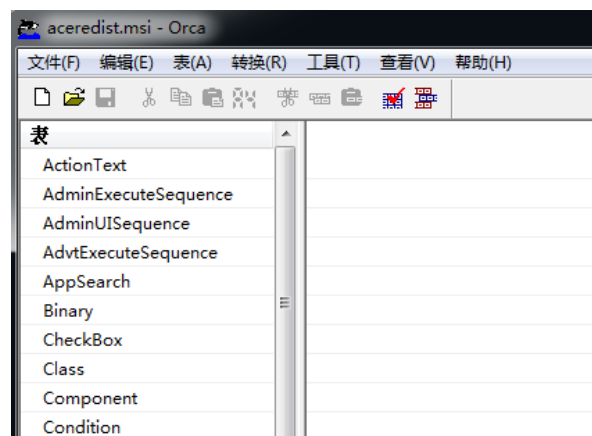 aceredist.msi - Orca
文件(F) 编辑(E) 表(A) 转换(R) 工具(T) 查看(V) 帮助(H)
表
ActionText
AdminExecuteSequence
AdminUISequence
AdvtExecuteSequence
AppSearch
Binary
CheckBox
Class
Component
Condition